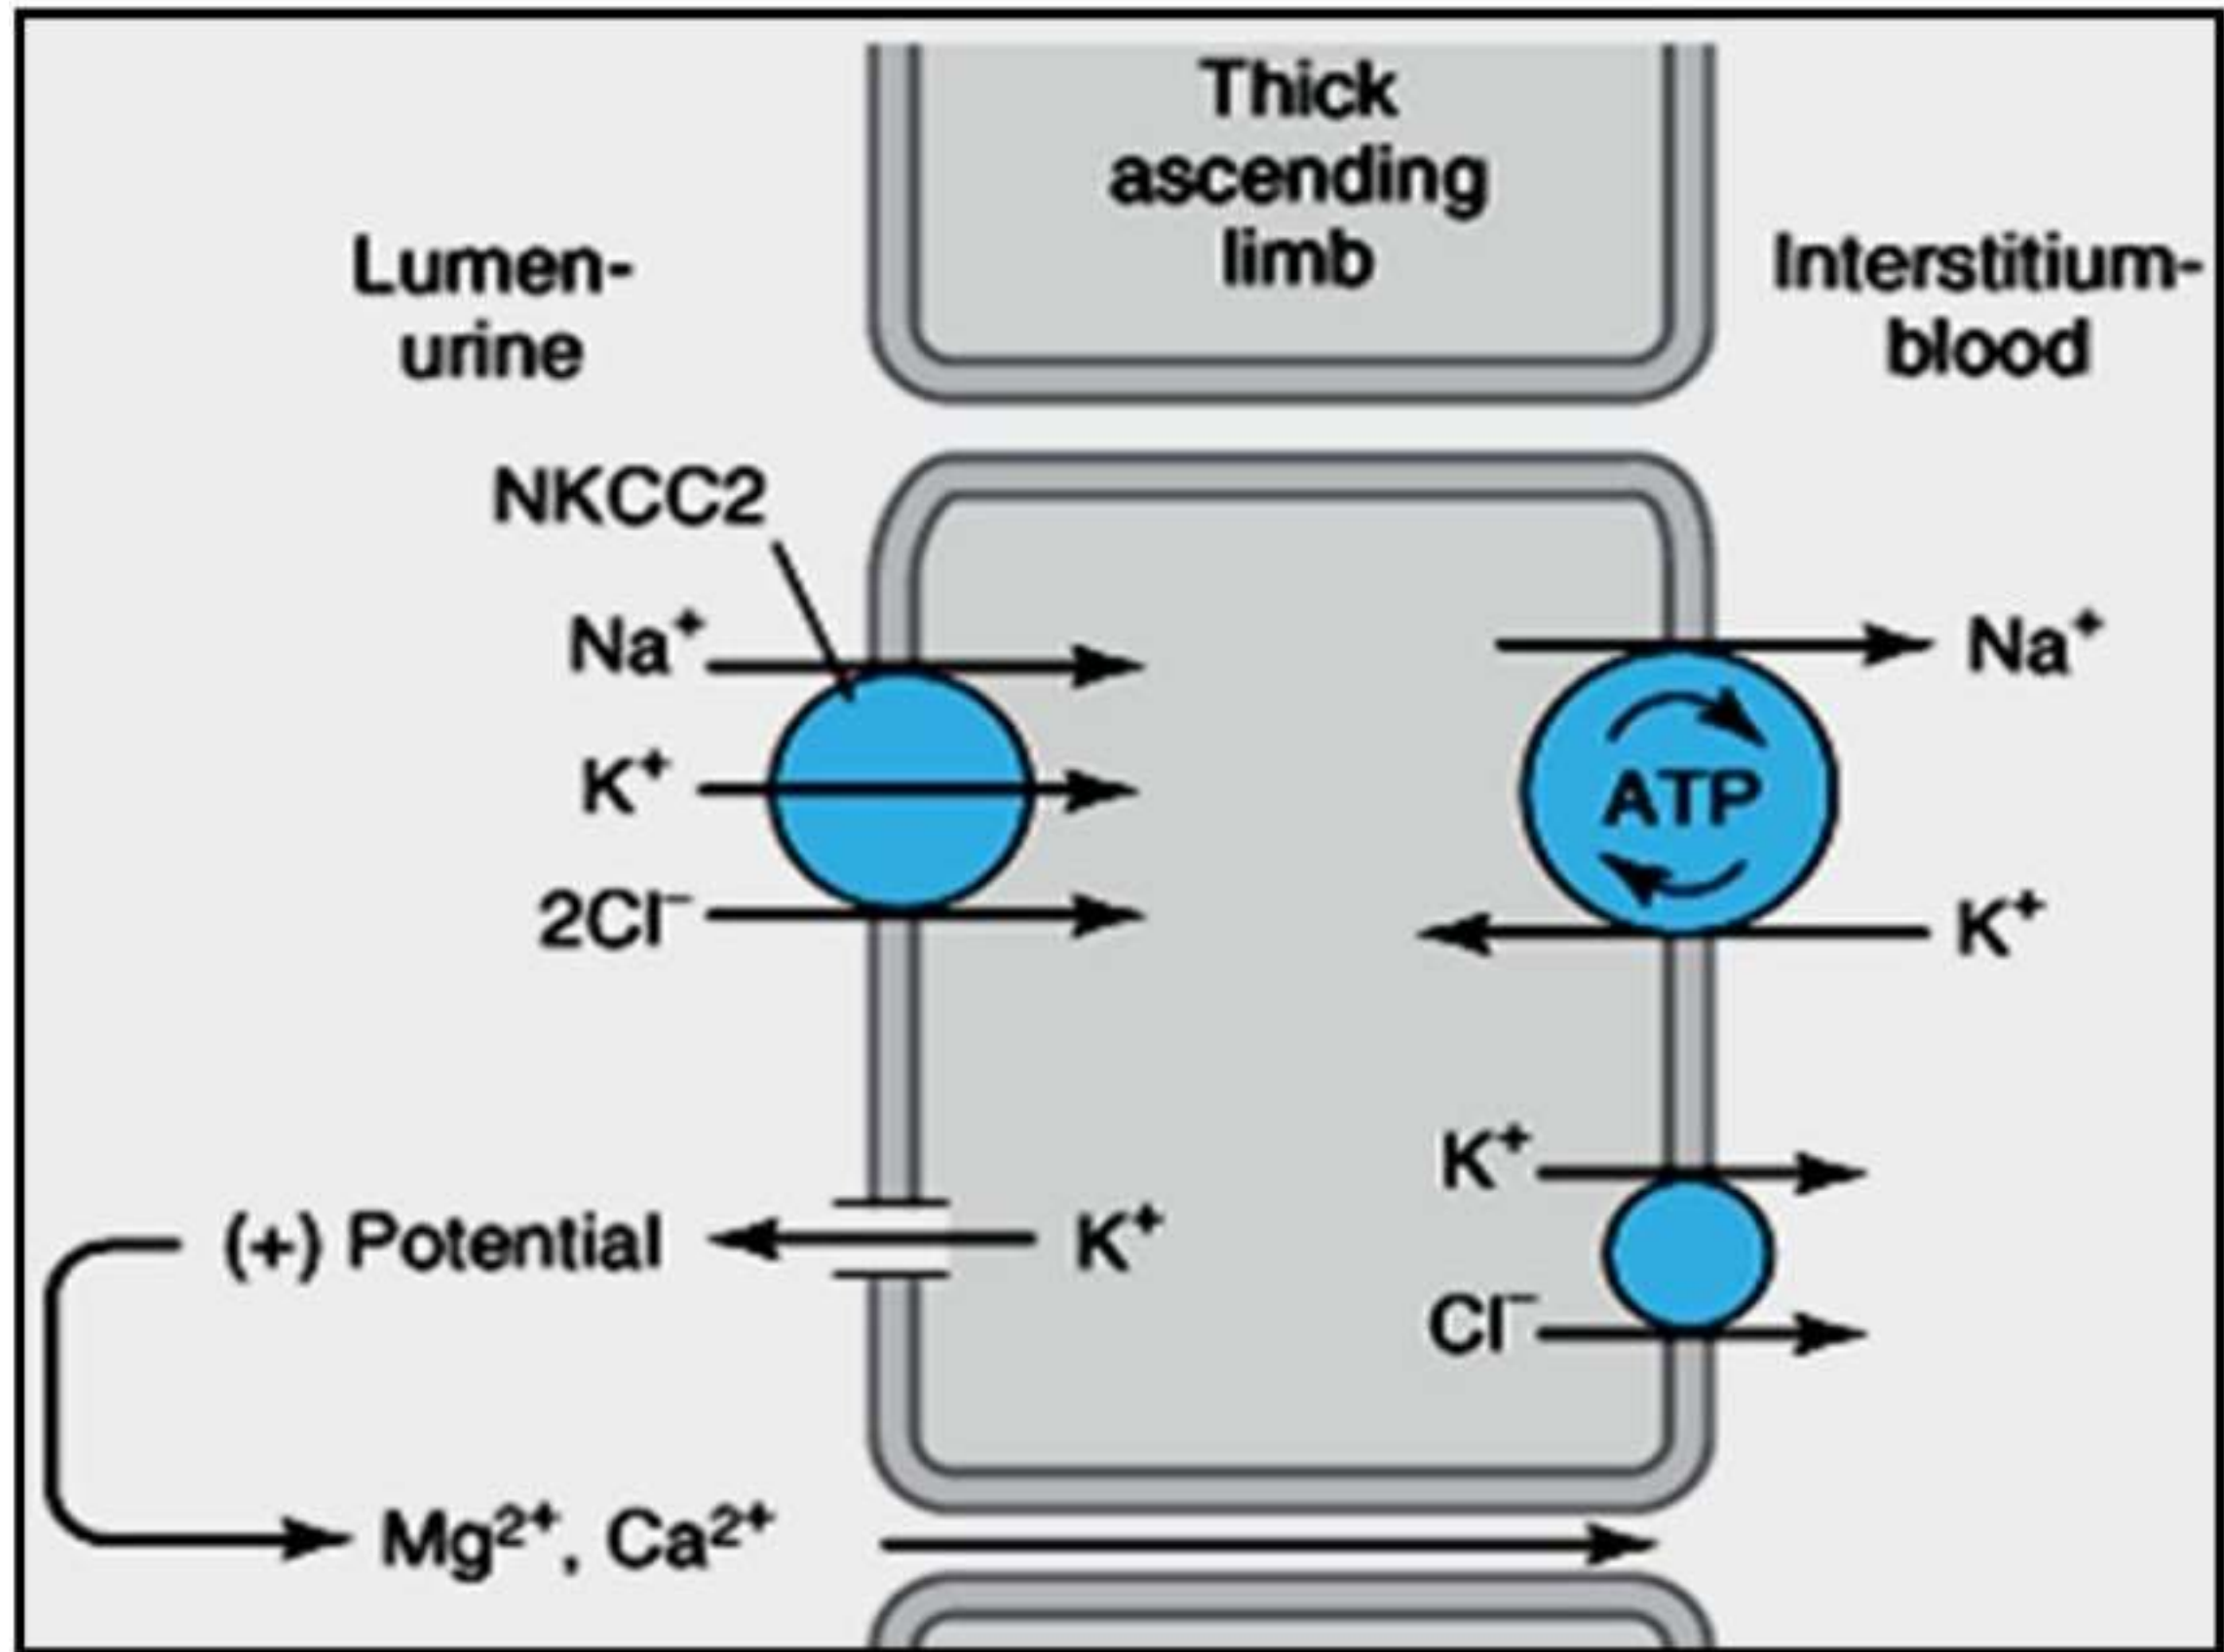 Thick
ascending
limb
Lumen-
urine
Interstitium-
blood
NKCC2
Na⁺
K⁺
2Cl⁻
ATP
Na⁺
K⁺
K⁺
Cl⁻
(+) Potential
K⁺
Mg²⁺, Ca²⁺